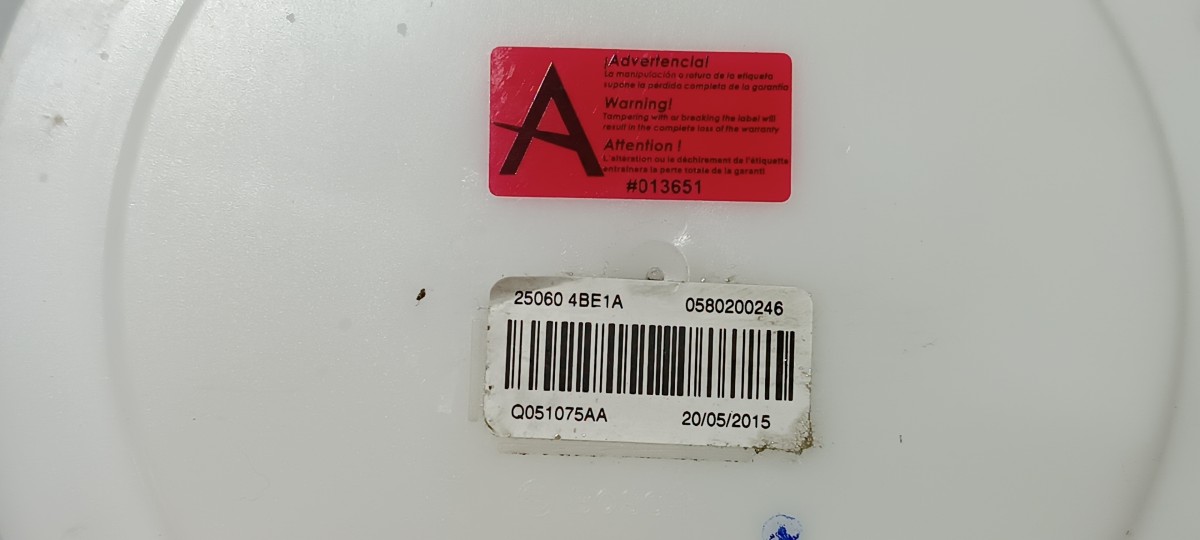 ¡Advertencia!
La manipulación o rotura de la etiqueta
supone la pérdida completa de la garantía
Warning!
Tampering with or breaking the label will
result in the complete loss of the warranty
Attention !
L'altération ou le déchirement de l'étiquette
entraînera la perte totale de la garanti
#013651
25060 4BE1A 0580200246
Q051075AA 20/05/2015